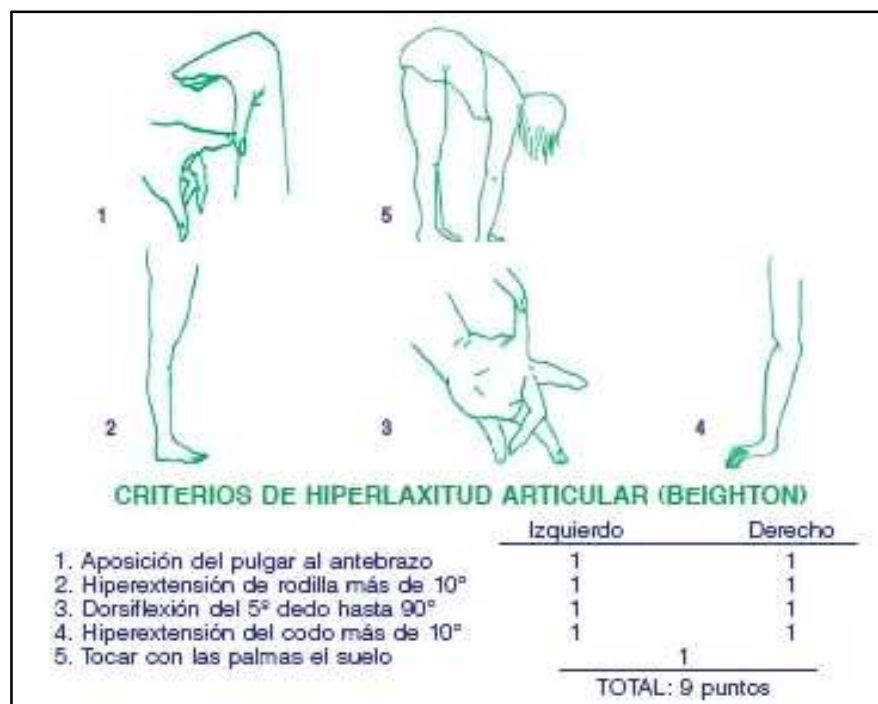 1
5
2
3
4
CRITERIOS DE HIPERLAXITUD ARTICULAR (BEIGHTON)
Izquierdo Derecho
1. Aposición del pulgar al antebrazo 1 1
2. Hiperextensión de rodilla más de 10° 1 1
3. Dorsiflexión del 5º dedo hasta 90° 1 1
4. Hiperextensión del codo más de 10° 1 1
5. Tocar con las palmas el suelo 1
TOTAL: 9 puntos